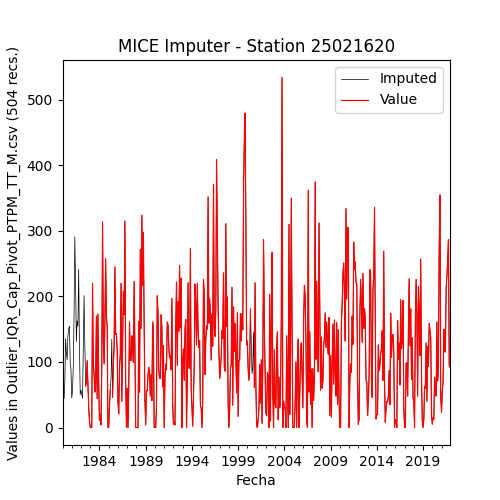 MICE Imputer - Station 25021620
Values in Outlier_IQR_Cap_Pivot_PTPM_TT_M.csv (504 recs.)
500
400
300
200
100
0
Imputed
Value
1984 1989 1994 1999 2004 2009 2014 2019
Fecha